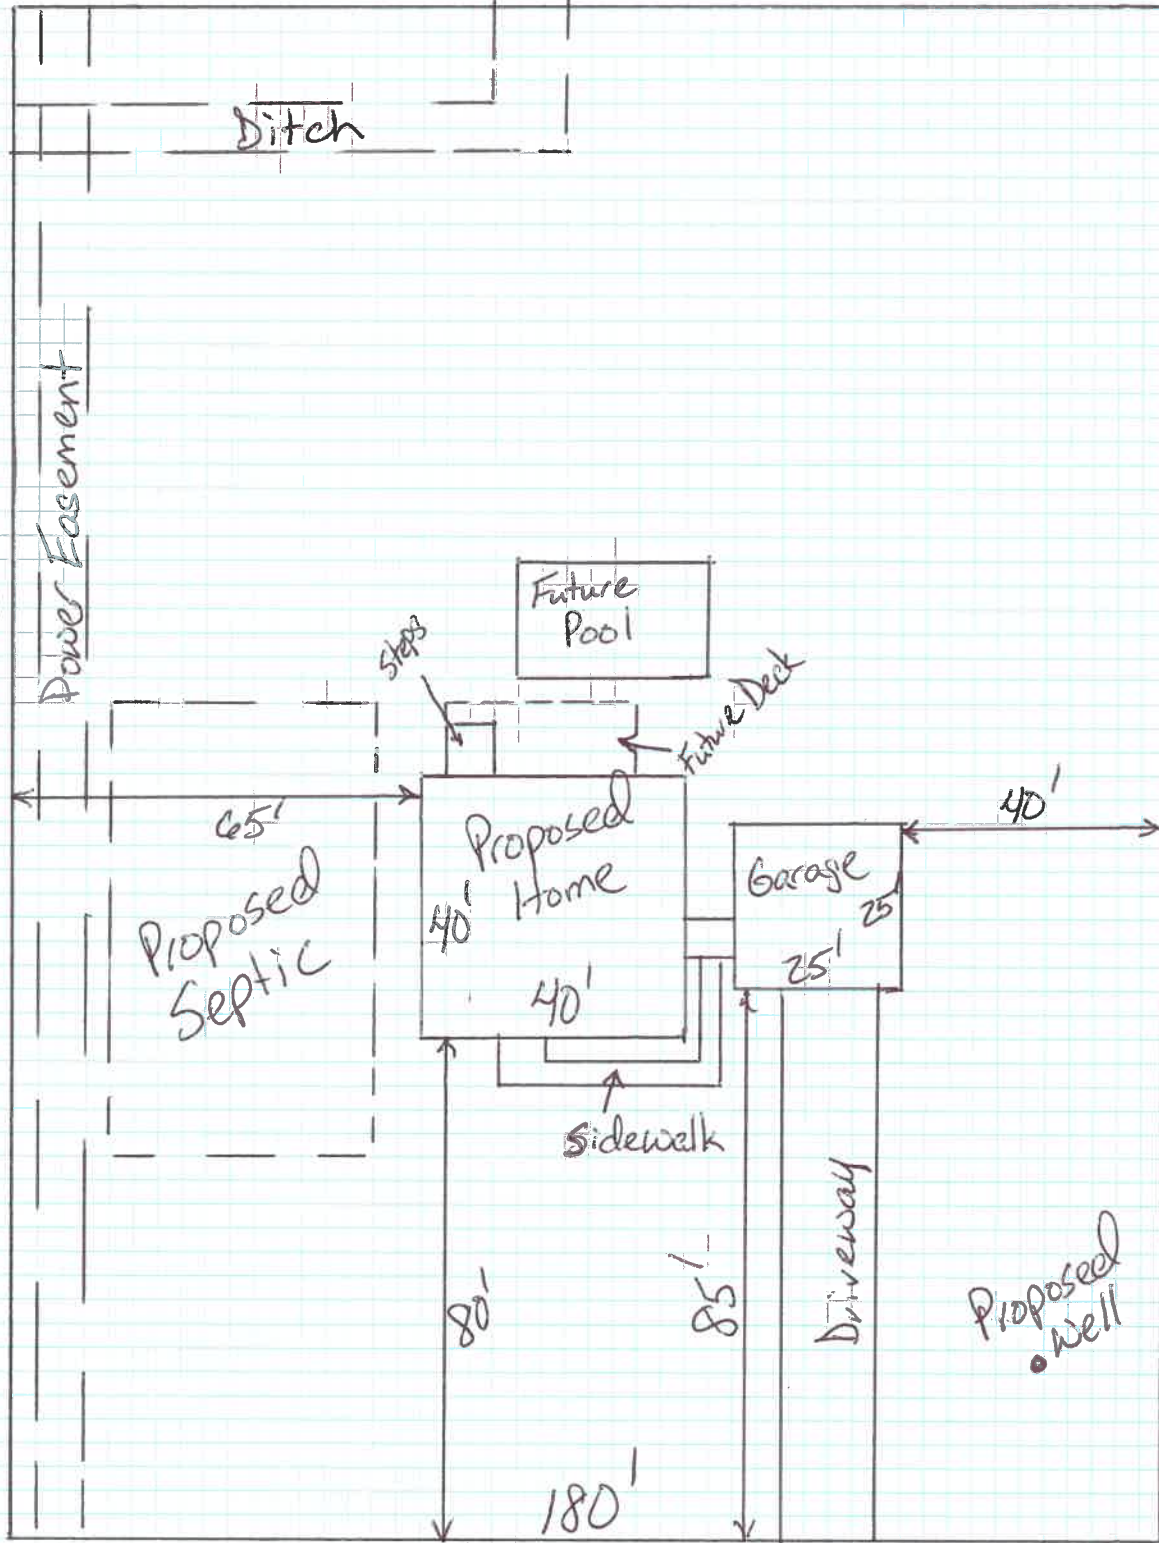 Ditch
Power Easement
Future
Pool
Steps
Future Deck
65'
Proposed
Home
40'
40'
40'
Garage
25'
25'
Proposed
Septic
Sidewalk
80'
85'
Driveway
Proposed
Well
180'